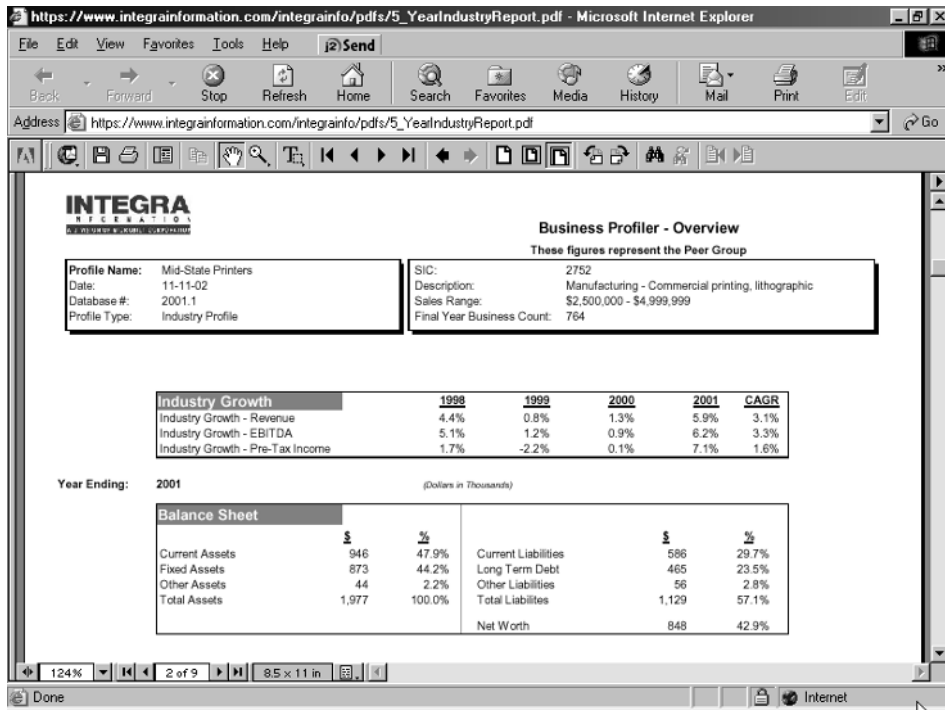 https://www.integrainformation.com/integrainfo/pdfs/5_YearIndustryReport.pdf - Microsoft Internet Explorer
File Edit View Favorites Tools Help j2 Send
Back Forward Stop Refresh Home Search Favorites Media History Mail Print Edit
Address https://www.integrainformation.com/integrainfo/pdfs/5_YearIndustryReport.pdf Go
INTEGRA
INFORMATION
Business Profiler - Overview
These figures represent the Peer Group
Profile Name: Mid-State Printers
Date: 11-11-02
Database #: 2001.1
Profile Type: Industry Profile
SIC: 2752
Description: Manufacturing - Commercial printing, lithographic
Sales Range: $2,500,000 - $4,999,999
Final Year Business Count: 764
Industry Growth 1998 1999 2000 2001 CAGR
Industry Growth - Revenue 4.4% 0.8% 1.3% 5.9% 3.1%
Industry Growth - EBITDA 5.1% 1.2% 0.9% 6.2% 3.3%
Industry Growth - Pre-Tax Income 1.7% -2.2% 0.1% 7.1% 1.6%
Year Ending: 2001 (Dollars in Thousands)
Balance Sheet
$ % $ %
Current Assets 946 47.9% Current Liabilities 586 29.7%
Fixed Assets 873 44.2% Long Term Debt 465 23.5%
Other Assets 44 2.2% Other Liabilities 56 2.8%
Total Assets 1,977 100.0% Total Liabilites 1,129 57.1%
Net Worth 848 42.9%
124% 2 of 9 8.5 x 11 in
Done Internet